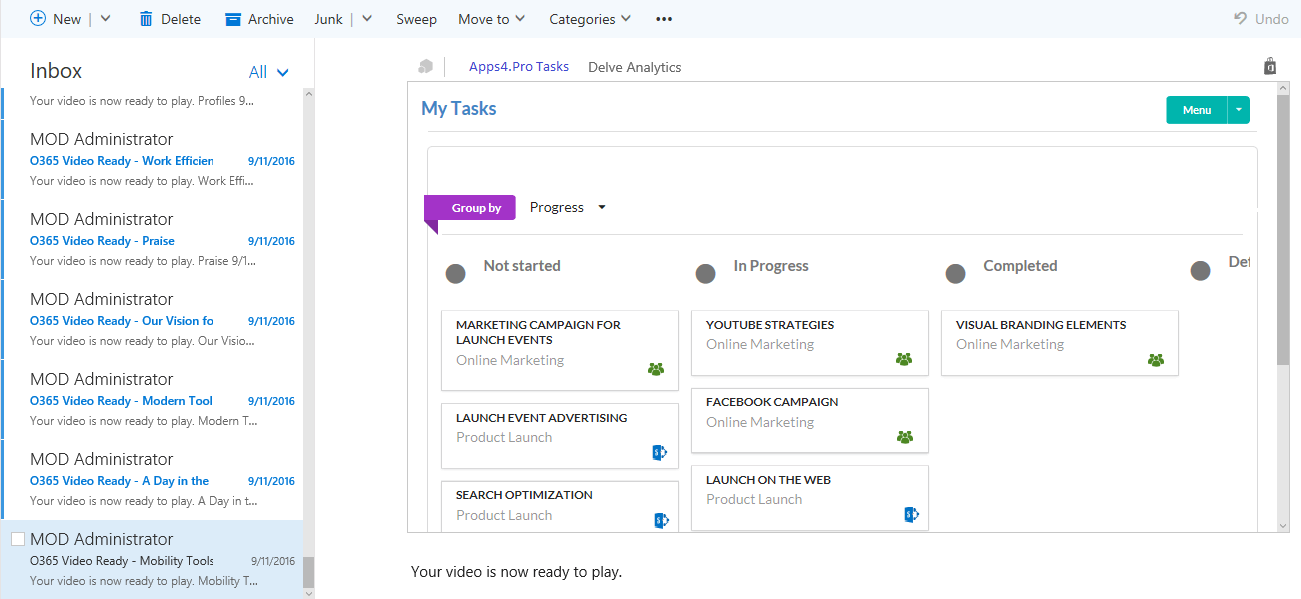 New | Delete Archive Junk | Sweep Move to Categories ••• Undo
Inbox All
Your video is now ready to play. Profiles 9...
MOD Administrator
O365 Video Ready - Work Efficien 9/11/2016
Your video is now ready to play. Work Effi...
MOD Administrator
O365 Video Ready - Praise 9/11/2016
Your video is now ready to play. Praise 9/1...
MOD Administrator
O365 Video Ready - Our Vision fo 9/11/2016
Your video is now ready to play. Our Visio...
MOD Administrator
O365 Video Ready - Modern Tool 9/11/2016
Your video is now ready to play. Modern T...
MOD Administrator
O365 Video Ready - A Day in the 9/11/2016
Your video is now ready to play. A Day in t...
MOD Administrator
O365 Video Ready - Mobility Tools 9/11/2016
Your video is now ready to play. Mobility T...
Apps4.Pro Tasks Delve Analytics
My Tasks
Menu
Group by Progress
Not started
MARKETING CAMPAIGN FOR
LAUNCH EVENTS
Online Marketing
LAUNCH EVENT ADVERTISING
Product Launch
SEARCH OPTIMIZATION
Product Launch
In Progress
YOUTUBE STRATEGIES
Online Marketing
FACEBOOK CAMPAIGN
Online Marketing
LAUNCH ON THE WEB
Product Launch
Completed
VISUAL BRANDING ELEMENTS
Online Marketing
Your video is now ready to play.